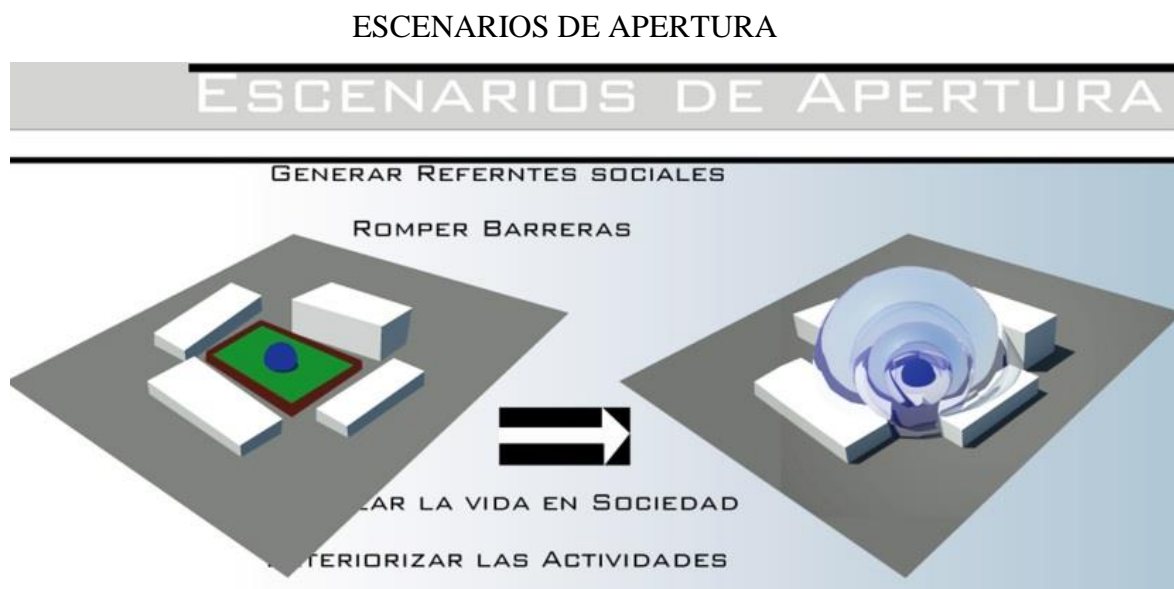 ESCENARIOS DE APERTURA
ESCENARIOS DE APERTURA
GENERAR REFERNTES SOCIALES
ROMPER BARRERAS
LA VIDA EN SOCIEDAD
LAS ACTIVIDADES